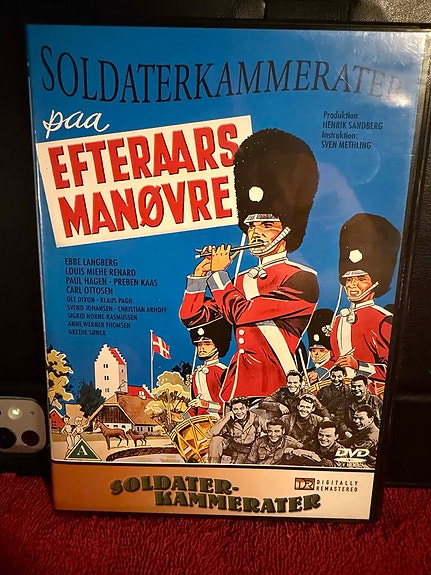 SOLDATERKAMMERATER
paa
EFTERAARS
MANØVRE
Produktion:
HENRIK SANDBERG
Instruktion:
SVEN METHLING
EBBE LANGBERG
LOUIS MIEHE RENARD
PAUL HAGEN - PREBEN KAAS
CARL OTTOSEN
OLE DIXON - KLAUS PAGH
SVEND JOHANSEN - CHRISTIAN ARHOFF
SIGRID HORNE-RASMUSSEN
ANNE WERNER THOMSEN
GRETHE SØNCK
A
DVD
SOLDATER-
KAMMERATER
DR DIGITALLY
REMASTERED